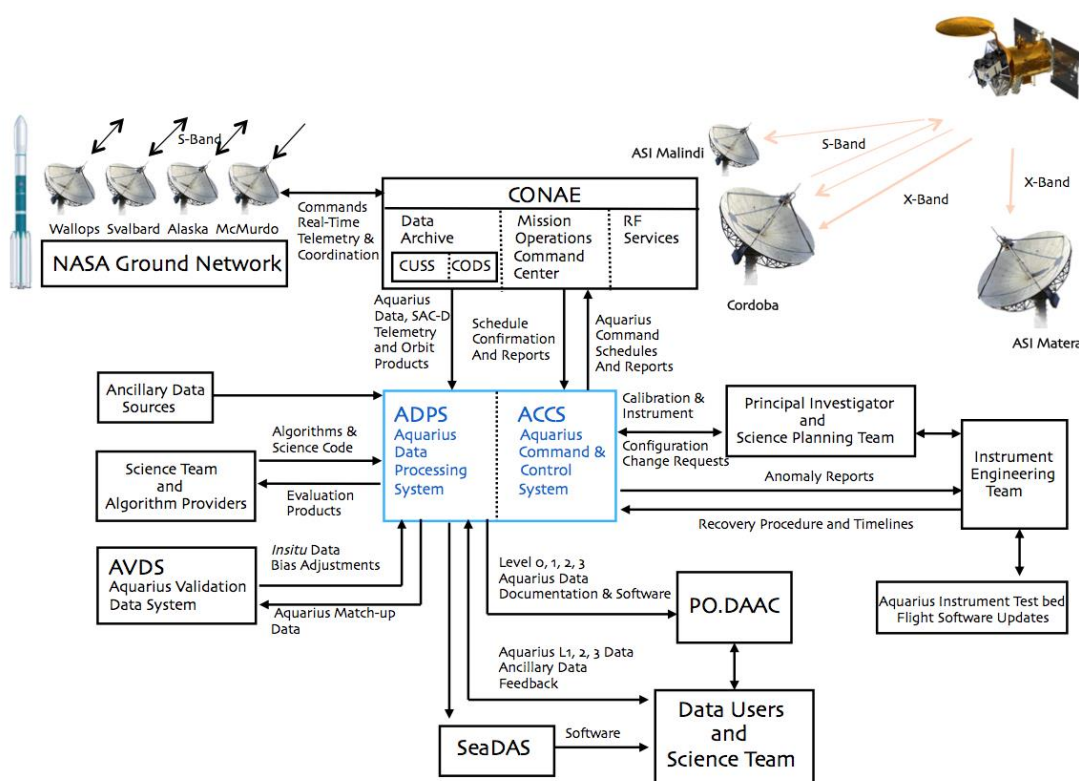 S-Band
Wallops
Svalbard
Alaska
McMurdo
NASA Ground Network
Commands
Real-Time
Telemetry &
Coordination
CONAE
Data
Archive
CUSS
CODS
Mission
Operations
Command
Center
RF
Services
ASI Malindi
S-Band
X-Band
X-Band
Cordoba
ASI Matera
Aquarius
Data, SAC-D
Telemetry
and Orbit
Products
Schedule
Confirmation
And Reports
Aquarius
Command
Schedules
And Reports
Ancillary Data
Sources
ADPS
Aquarius
Data
Processing
System
ACCS
Aquarius
Command &
Control
System
Calibration &
Instrument
Configuration
Change Requests
Principal Investigator
and
Science Planning Team
Algorithms &
Science Code
Science Team
and
Algorithm Providers
Evaluation
Products
Anomaly Reports
Instrument
Engineering
Team
Recovery Procedure and Timelines
AVDS
Aquarius Validation
Data System
Insitu Data
Bias Adjustments
Aquarius Match-up
Data
Level 0, 1, 2, 3
Aquarius Data
Documentation & Software
PO.DAAC
Aquarius Instrument Test bed
Flight Software Updates
Aquarius L1, 2, 3 Data
Ancillary Data
Feedback
SeaDAS
Software
Data Users
and
Science Team